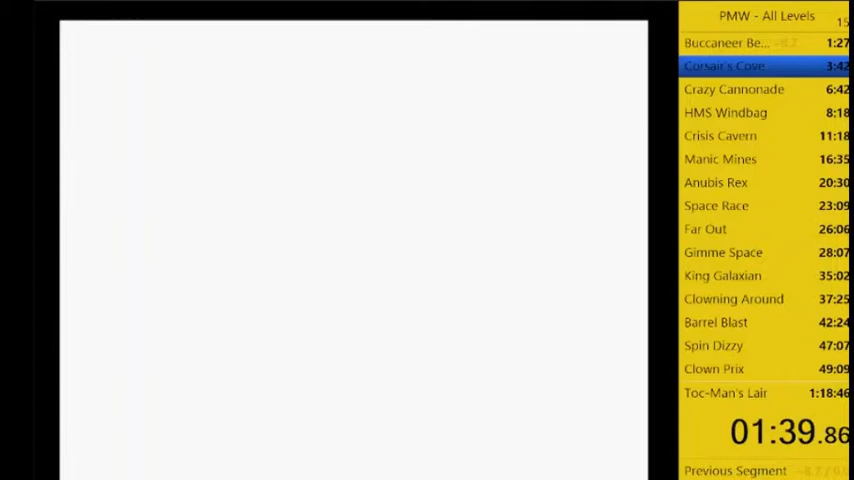 PMW - All Levels
15
Buccaneer Be... -8.7 1:27
Corsair's Cove 3:42
Crazy Cannonade 6:42
HMS Windbag 8:18
Crisis Cavern 11:18
Manic Mines 16:35
Anubis Rex 20:30
Space Race 23:09
Far Out 26:06
Gimme Space 28:07
King Galaxian 35:02
Clowning Around 37:25
Barrel Blast 42:24
Spin Dizzy 47:07
Clown Prix 49:09
Toc-Man's Lair 1:18:46
01:39.86
Previous Segment